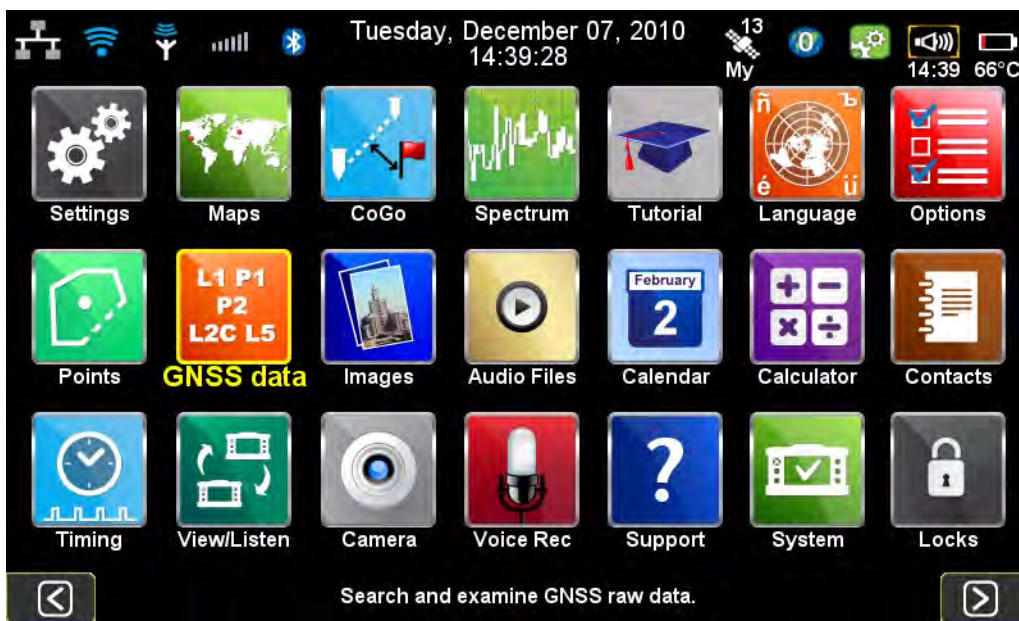 Tuesday, December 07, 2010
14:39:28
13
My
0
14:39
66°C
ñ
Ъ
é
ü
Settings
Maps
CoGo
Spectrum
Tutorial
Language
Options
L1 P1
P2
L2C L5
February
2
Points
GNSS data
Images
Audio Files
Calendar
Calculator
Contacts
?
Timing
View/Listen
Camera
Voice Rec
Support
System
Locks
Search and examine GNSS raw data.